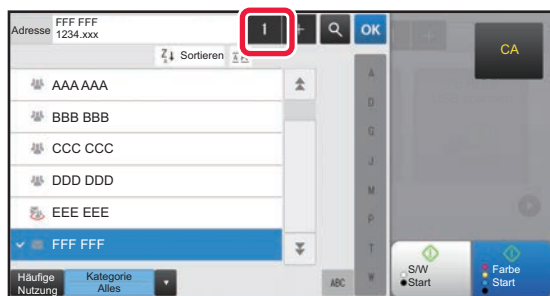 Adresse
FFF FFF
1234.xxx
1
+
OK
CA
Sortieren
AAA AAA
BBB BBB
CCC CCC
DDD DDD
EEE EEE
FFF FFF
A
D
G
J
M
P
T
W
Häufige
Nutzung
Kategorie
Alles
ABC
S/W
Start
Farbe
Start